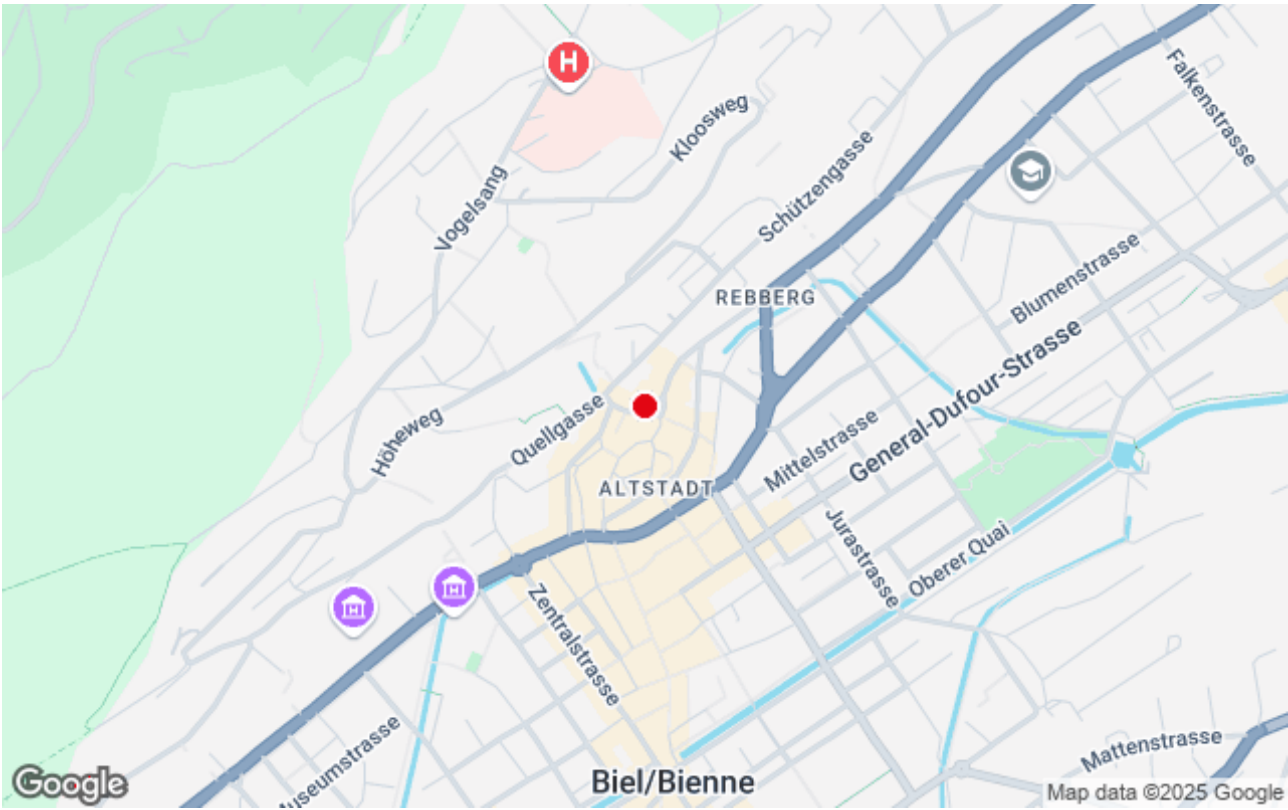 H
Falkenstrasse
Kloosweg
Schützengasse
Vogelsang
Blumenstrasse
REBBERG
General-Dufour-Strasse
Höheweg
Quellgasse
Mittelstrasse
ALTSTADT
Jurastrasse
Oberer Quai
Zentralstrasse
Museumstrasse
Mattenstrasse
Biel/Bienne
Google
Map data ©2025 Google